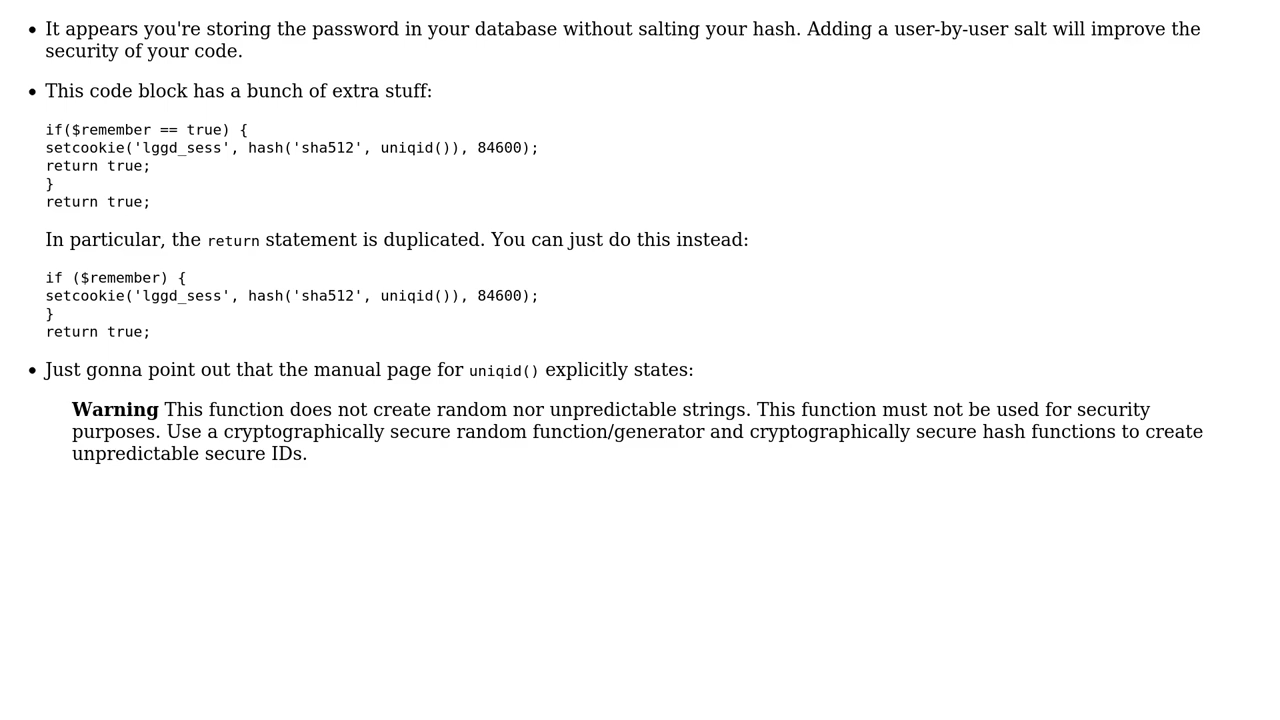 • It appears you're storing the password in your database without salting your hash. Adding a user-by-user salt will improve the
security of your code.
• This code block has a bunch of extra stuff:
if($remember == true) {
setcookie('lggd_sess', hash('sha512', uniqid()), 84600);
return true;
}
return true;
In particular, the return statement is duplicated. You can just do this instead:
if ($remember) {
setcookie('lggd_sess', hash('sha512', uniqid()), 84600);
}
return true;
• Just gonna point out that the manual page for uniqid() explicitly states:
Warning This function does not create random nor unpredictable strings. This function must not be used for security
purposes. Use a cryptographically secure random function/generator and cryptographically secure hash functions to create
unpredictable secure IDs.